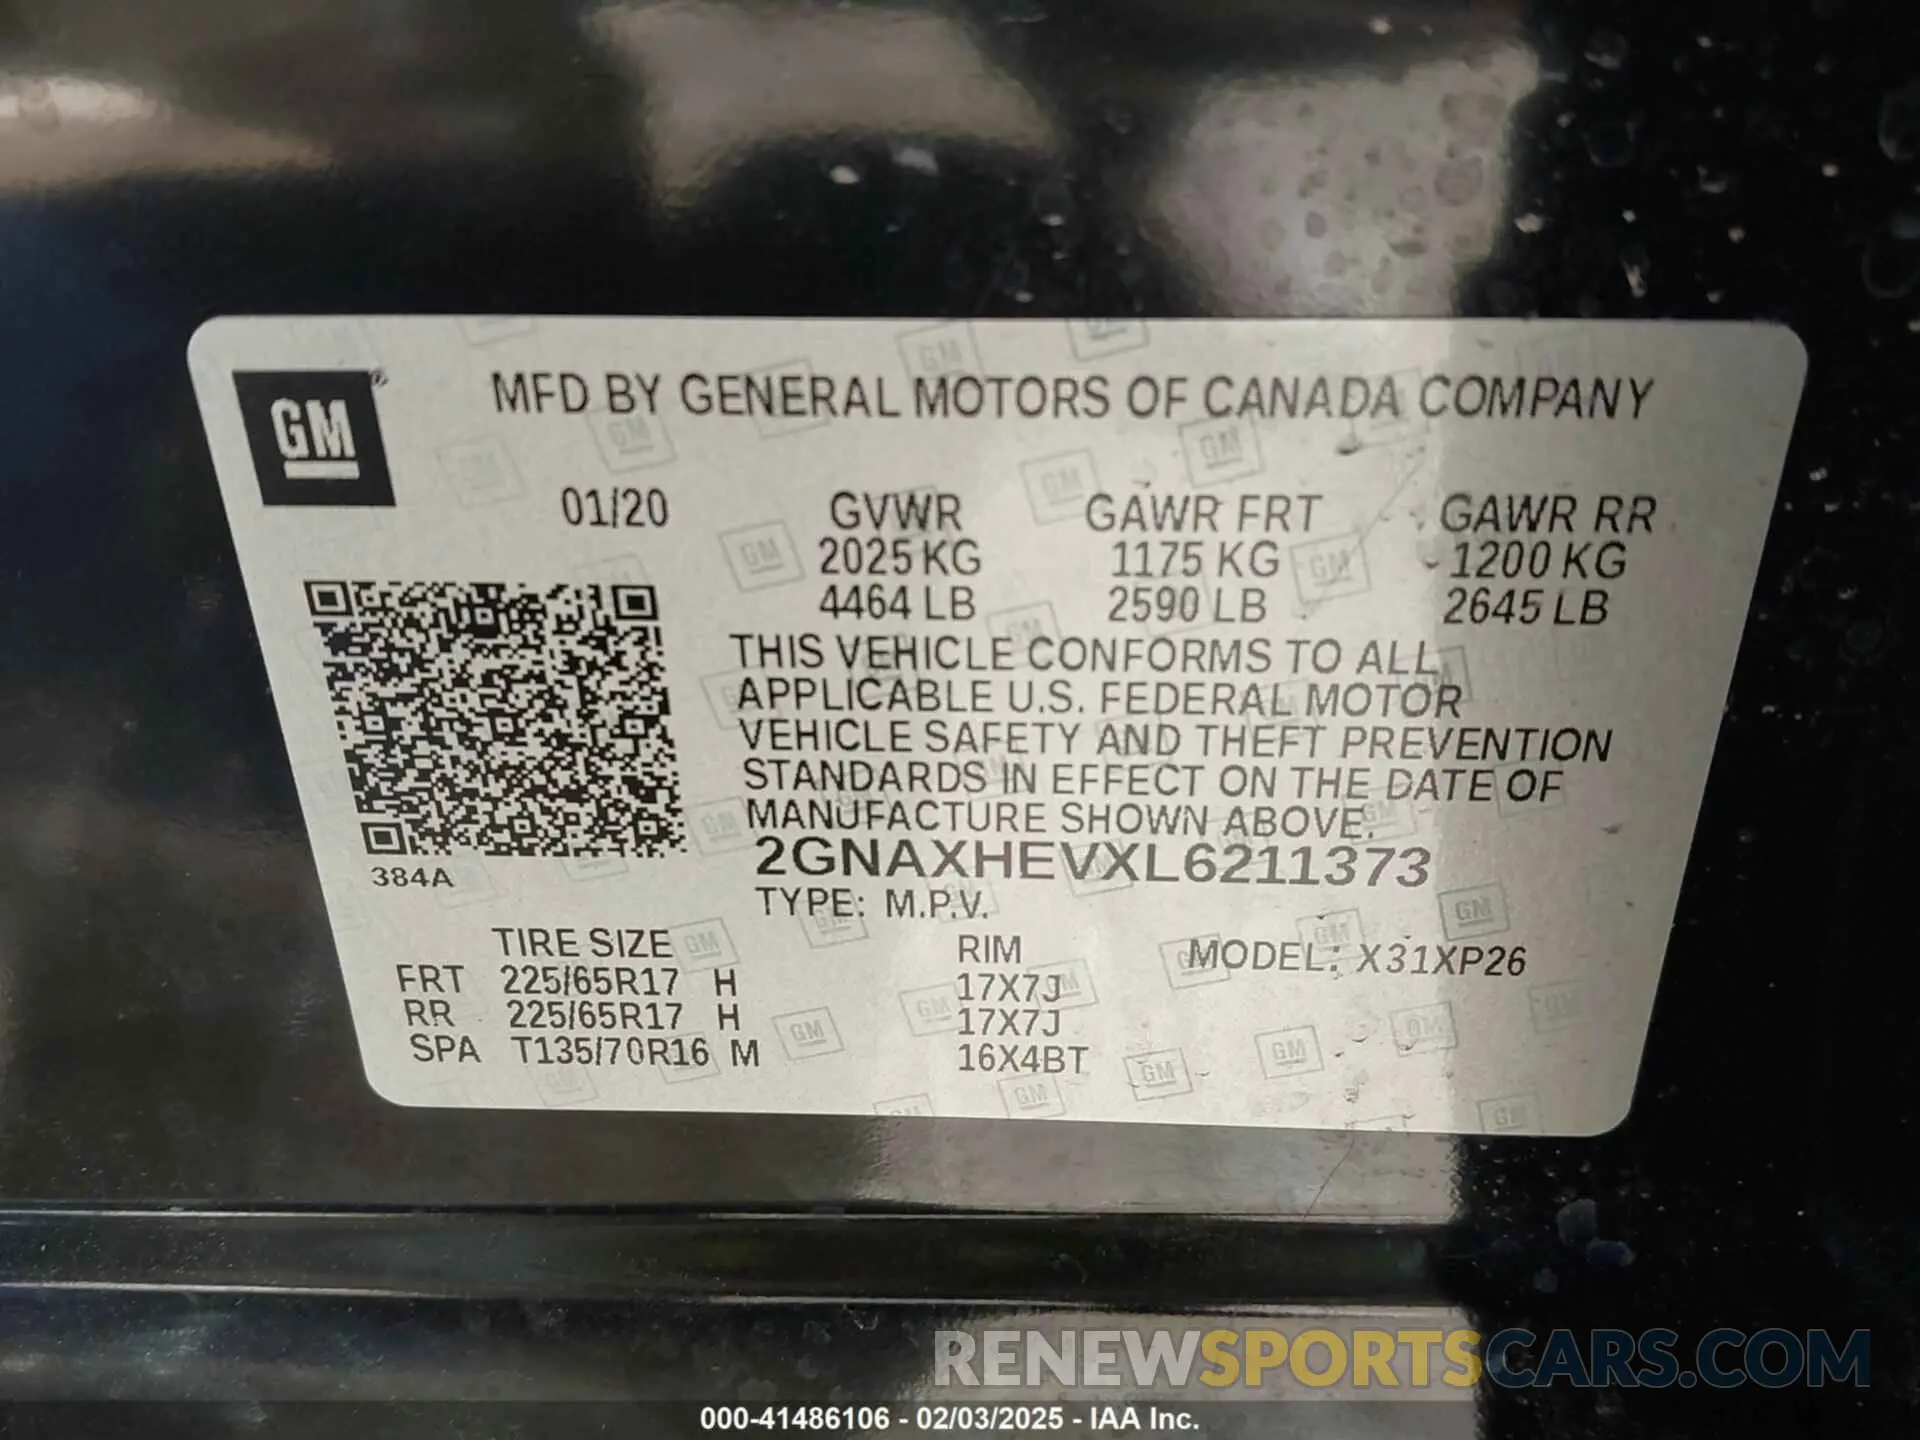 GM
MFD BY GENERAL MOTORS OF CANADA COMPANY
01/20 GVWR GAWR FRT GAWR RR
2025 KG 1175 KG 1200 KG
4464 LB 2590 LB 2645 LB
THIS VEHICLE CONFORMS TO ALL
APPLICABLE U.S. FEDERAL MOTOR
VEHICLE SAFETY AND THEFT PREVENTION
STANDARDS IN EFFECT ON THE DATE OF
MANUFACTURE SHOWN ABOVE.
384A 2GNAXHEVXL6211373
TYPE: M.P.V.
TIRE SIZE RIM MODEL: X31XP26
FRT 225/65R17 H 17X7J
RR 225/65R17 H 17X7J
SPA T135/70R16 M 16X4BT
RENEWSPORTSCARS.COM
000-41486106 - 02/03/2025 - IAA Inc.